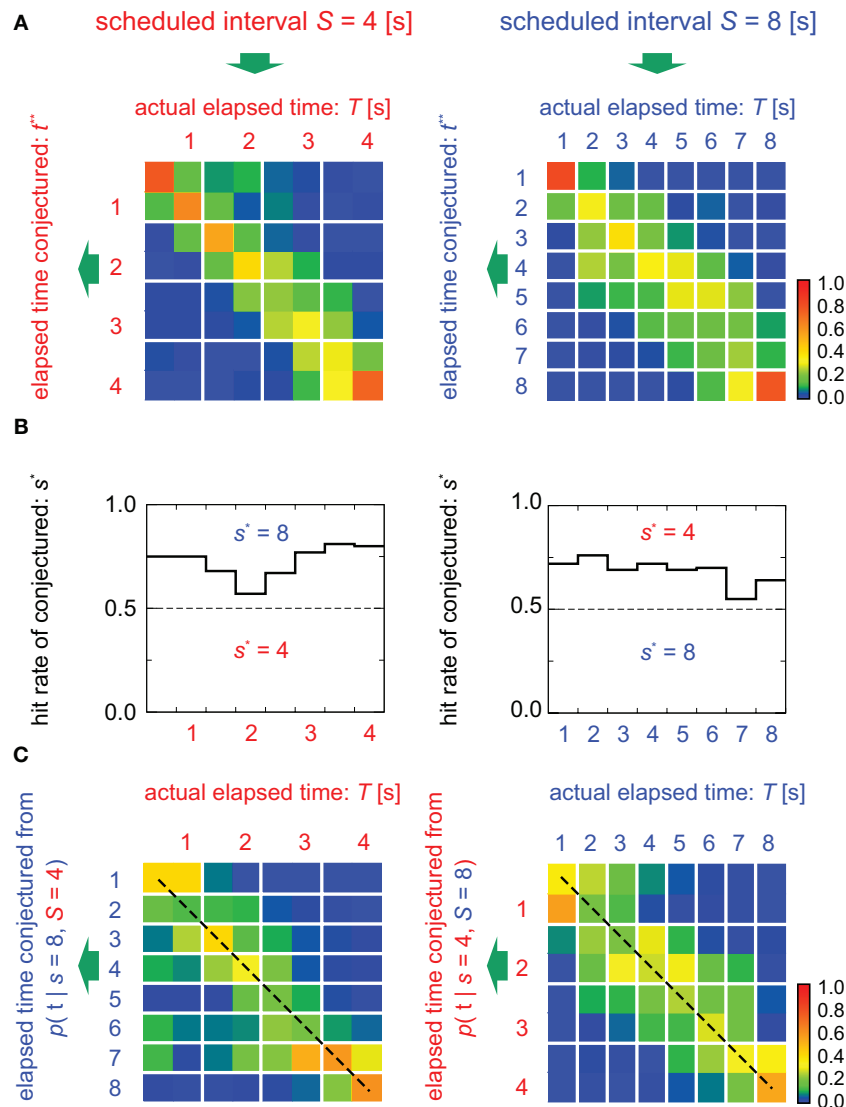 A
scheduled interval S = 4 [s]
scheduled interval S = 8 [s]
actual elapsed time: T [s]
1 2 3 4
elapsed time conjectured: t**
1
2
3
4
actual elapsed time: T [s]
1 2 3 4 5 6 7 8
elapsed time conjectured: t**
1
2
3
4
5
6
7
8
1.0
0.8
0.6
0.4
0.2
0.0
B
hit rate of conjectured: s*
1.0
0.5
0.0
s* = 8
s* = 4
1 2 3 4
hit rate of conjectured: s*
1.0
0.5
0.0
s* = 4
s* = 8
1 2 3 4 5 6 7 8
C
actual elapsed time: T [s]
1 2 3 4
elapsed time conjectured from
p( t | s = 8, S = 4 )
1
2
3
4
5
6
7
8
actual elapsed time: T [s]
1 2 3 4 5 6 7 8
elapsed time conjectured from
p( t | s = 4, S = 8 )
1
2
3
4
1.0
0.8
0.6
0.4
0.2
0.0